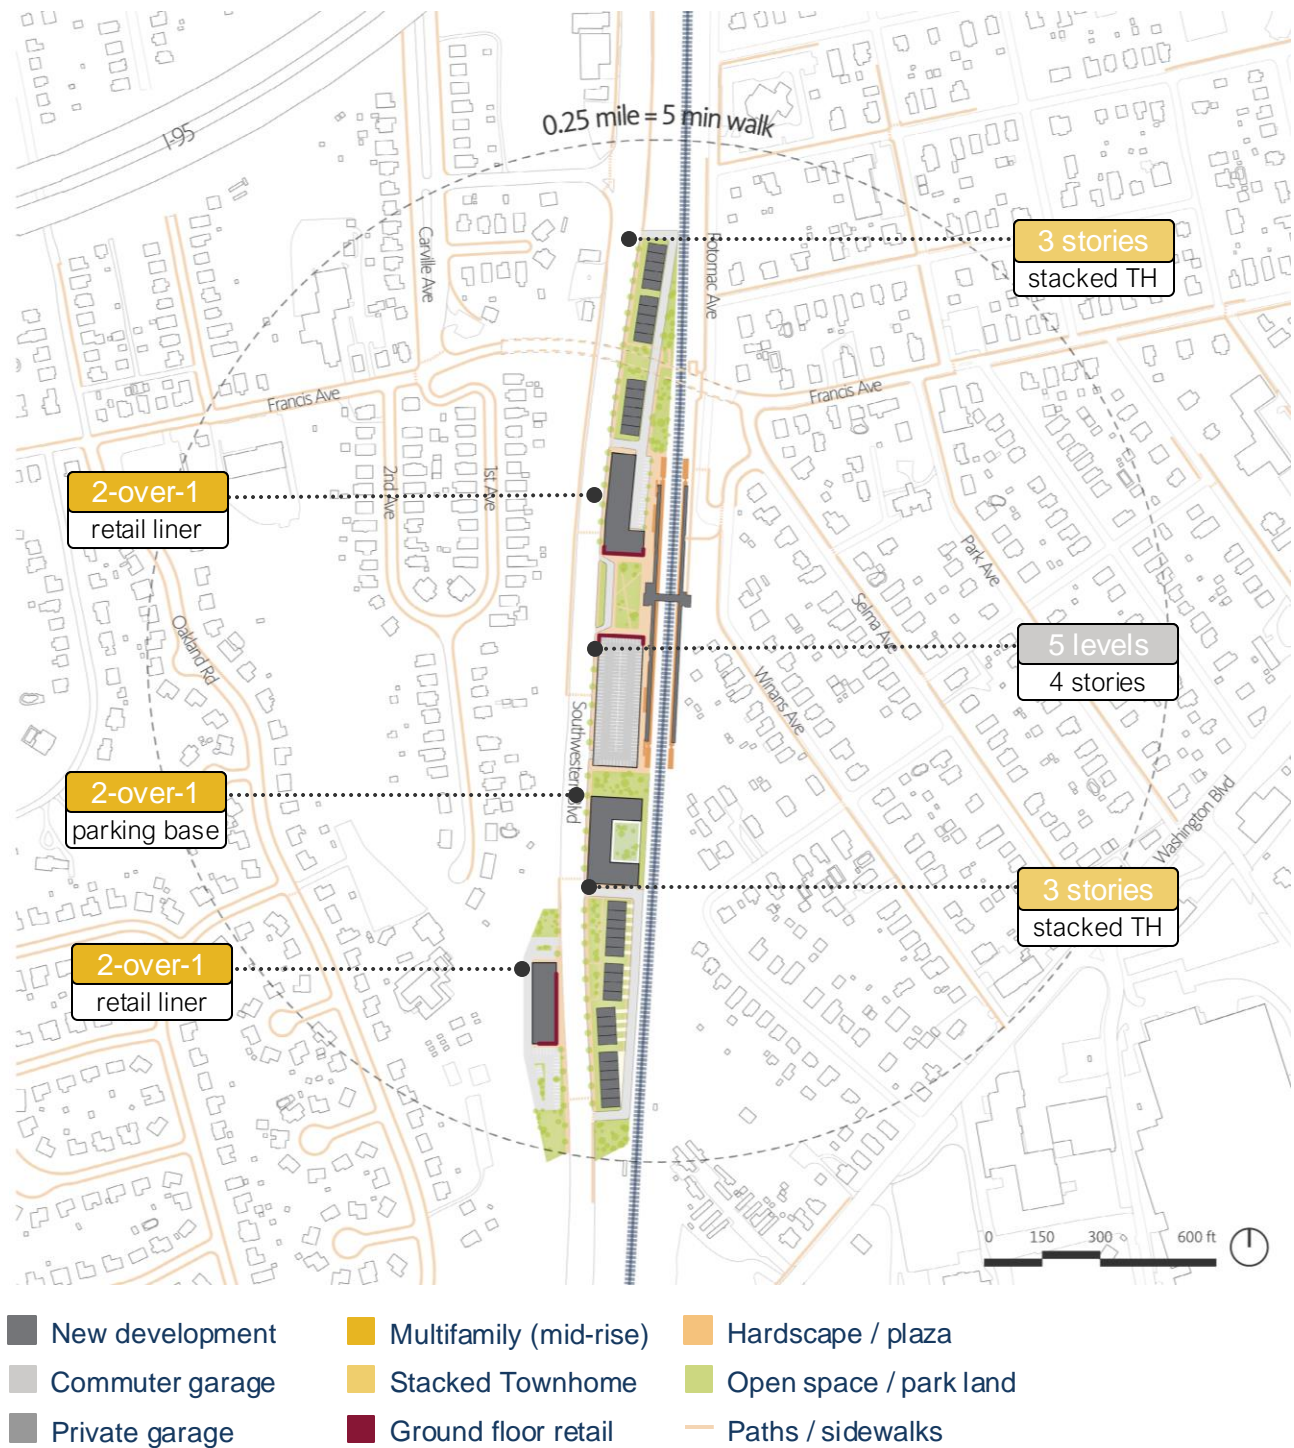 I-95
0.25 mile = 5 min walk
Carville Ave
Potomac Ave
3 stories
stacked TH
Francis Ave
Francis Ave
2-over-1
retail liner
2nd Ave
1st Ave
Park Ave
Selma Ave
Oakland Rd
5 levels
4 stories
Winans Ave
Southwestern Blvd
2-over-1
parking base
Washington Blvd
3 stories
stacked TH
2-over-1
retail liner
0 150 300 600 ft
New development
Multifamily (mid-rise)
Hardscape / plaza
Commuter garage
Stacked Townhome
Open space / park land
Private garage
Ground floor retail
Paths / sidewalks